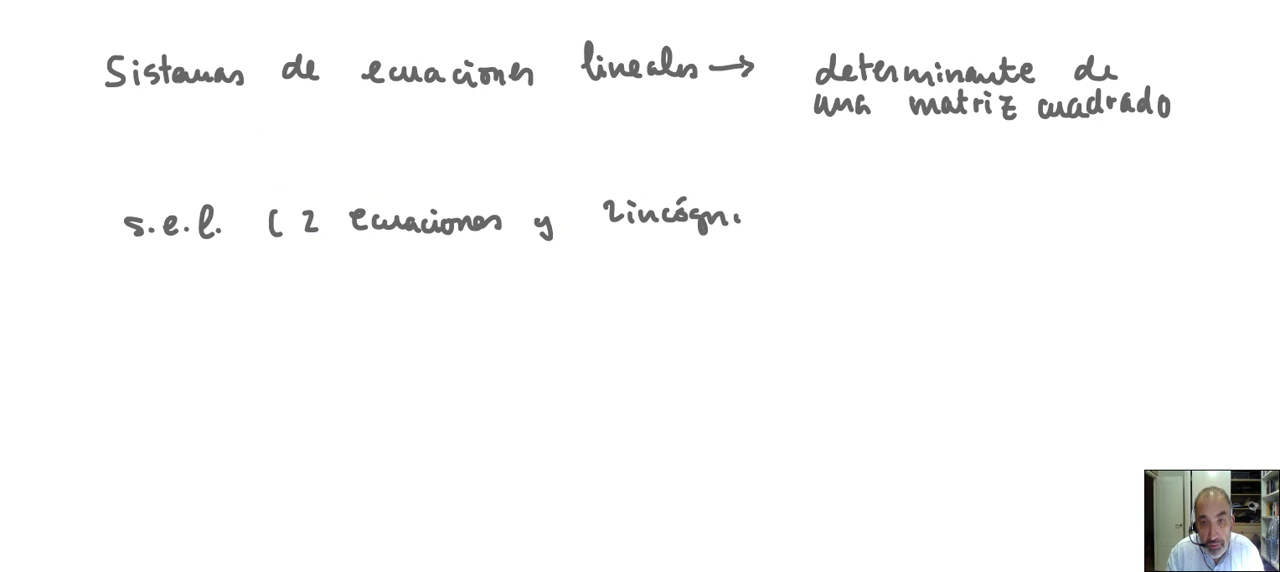 Sistemas de ecuaciones lineales → determinante de
una matriz cuadrado
s.e.l. ( 2 ecuaciones y 2 incógn.